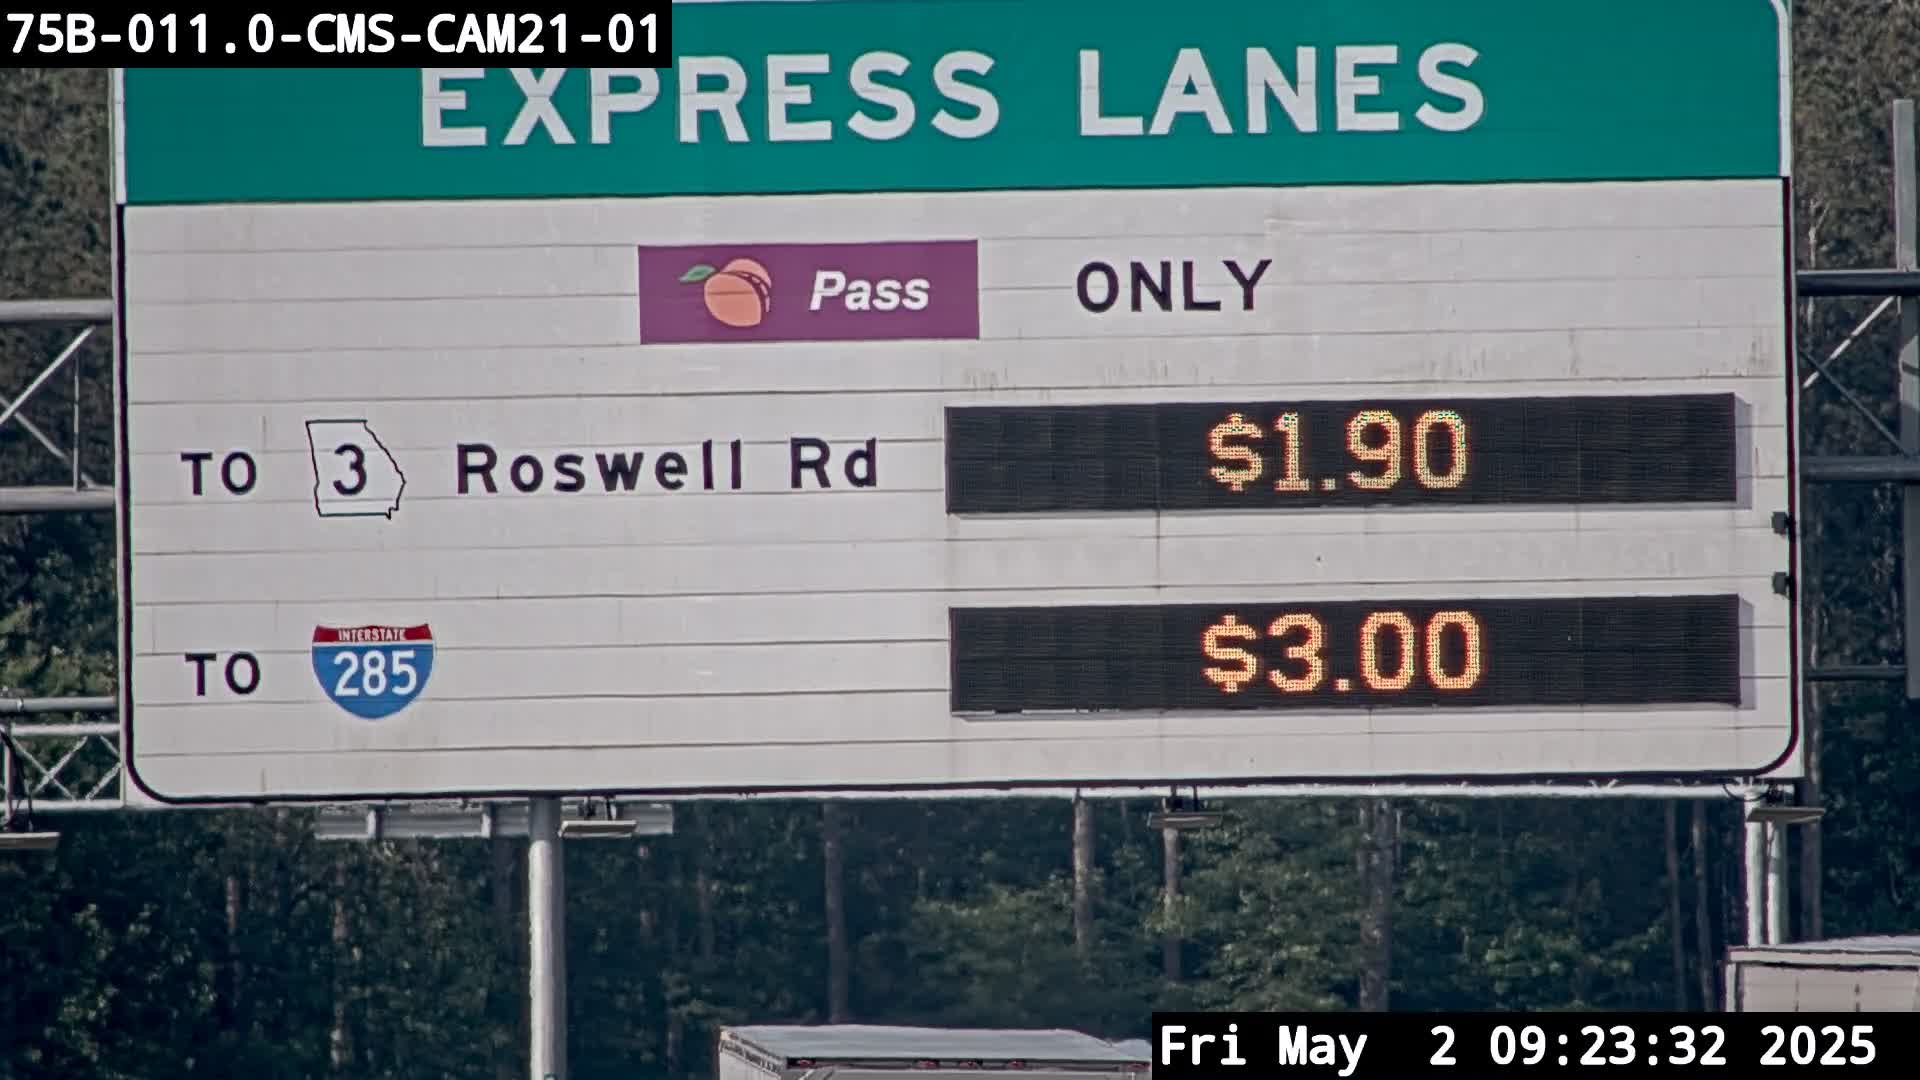 75B-011.0-CMS-CAM21-01
EXPRESS LANES
Pass ONLY
TO 3 Roswell Rd $1.90
INTERSTATE
TO 285 $3.00
Fri May 2 09:23:32 2025